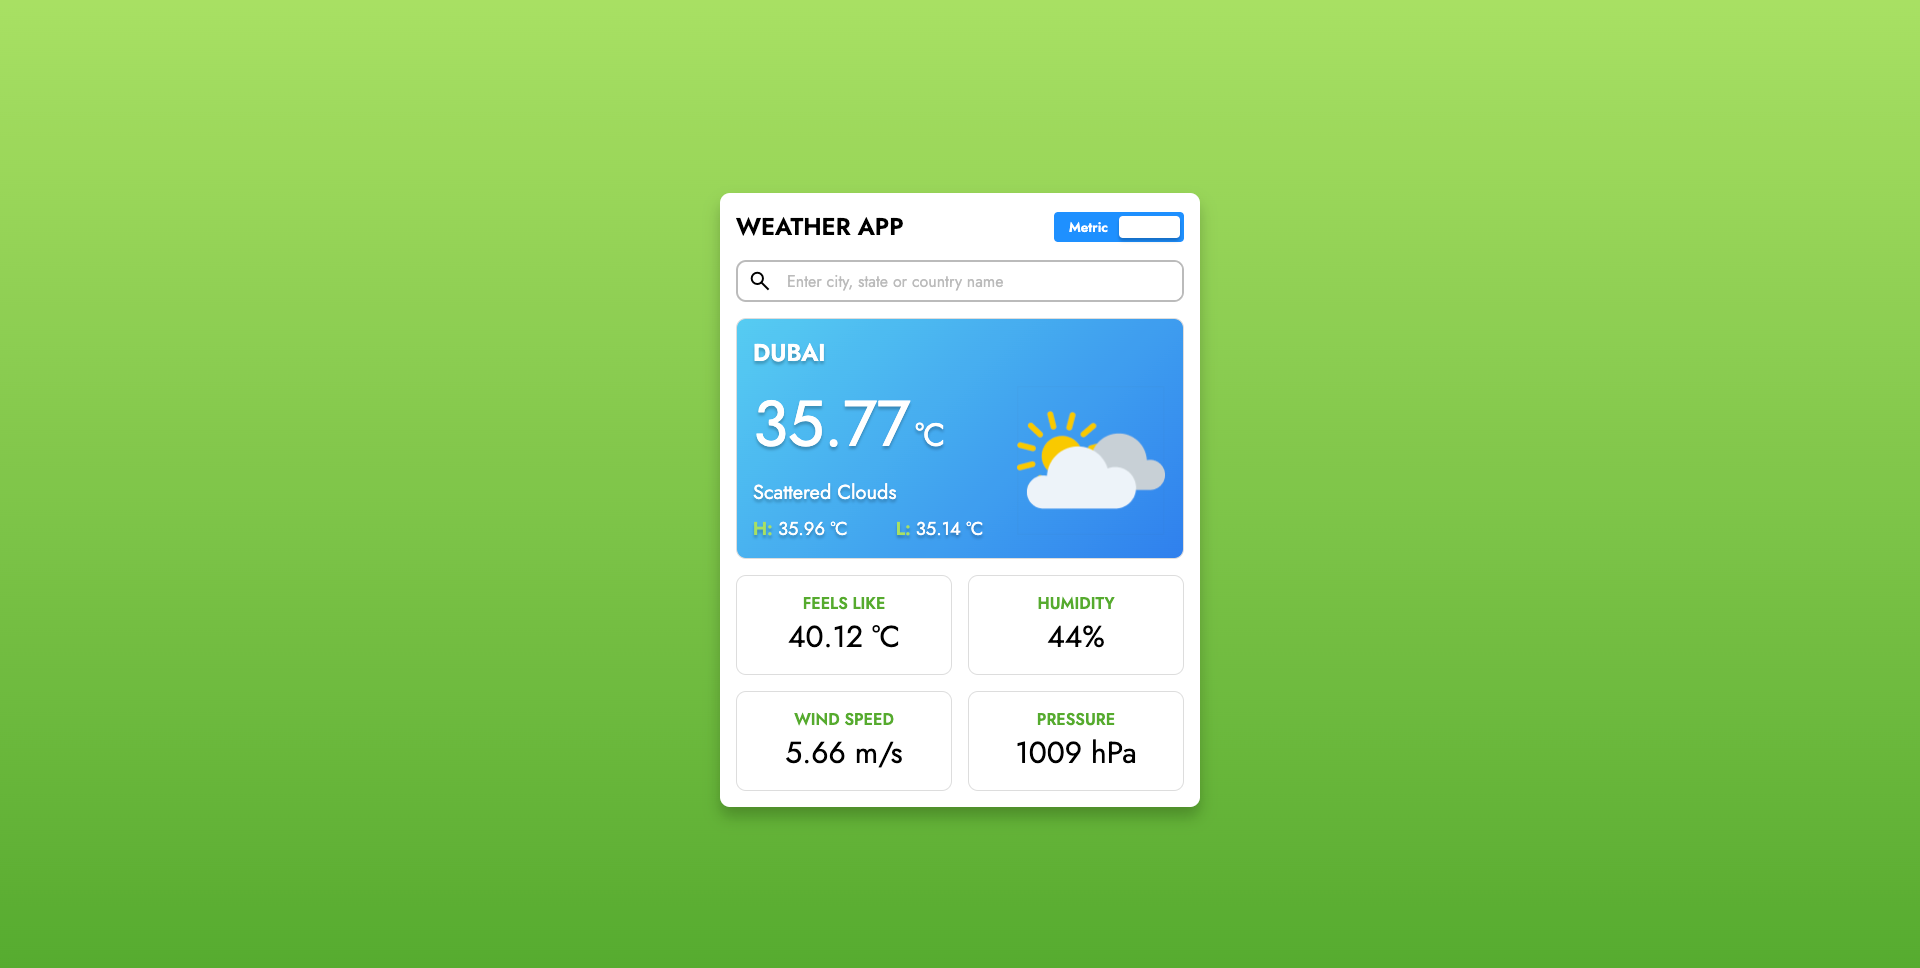 WEATHER APP Metric
Enter city, state or country name
DUBAI
35.77 °C
Scattered Clouds
H: 35.96 °C L: 35.14 °C
FEELS LIKE
40.12 °C
HUMIDITY
44%
WIND SPEED
5.66 m/s
PRESSURE
1009 hPa